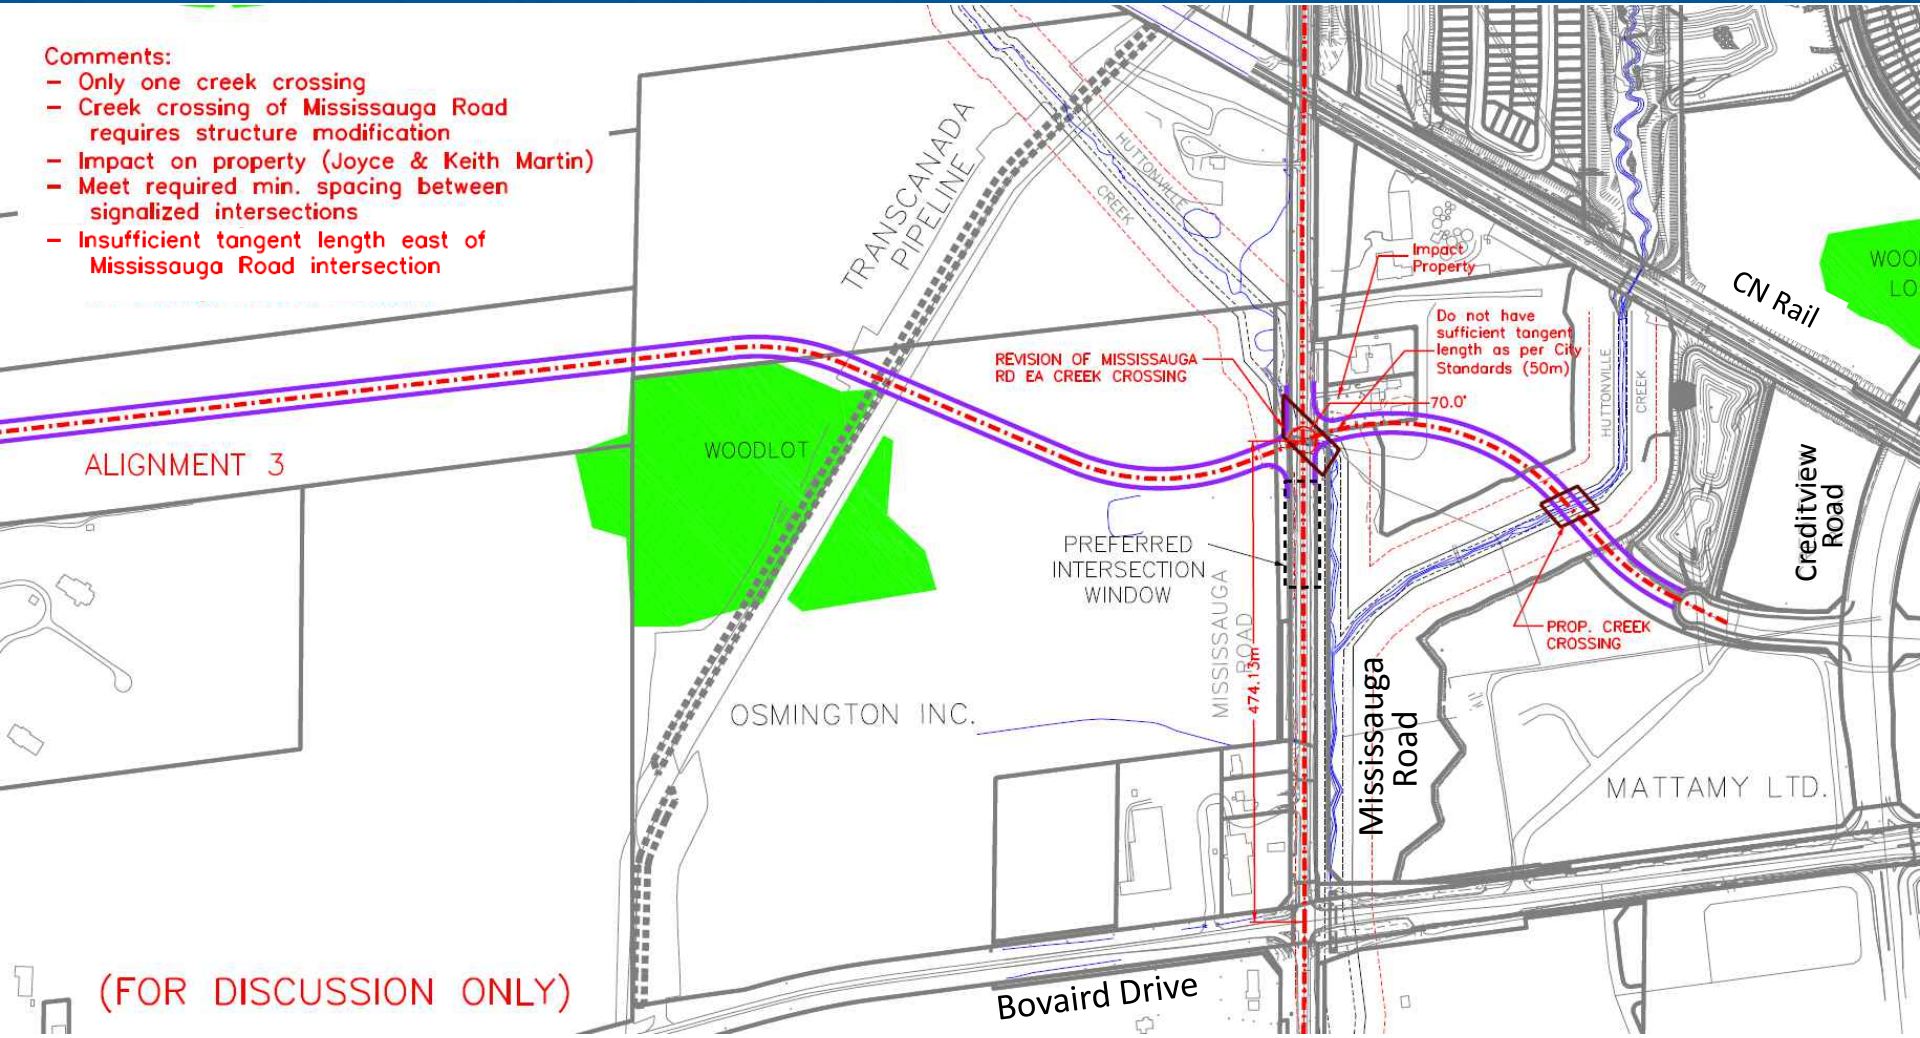 Comments:
– Only one creek crossing
– Creek crossing of Mississauga Road
requires structure modification
– Impact on property (Joyce & Keith Martin)
– Meet required min. spacing between
signalized intersections
– Insufficient tangent length east of
Mississauga Road intersection
TRANSCANADA
PIPELINE
HUTTONVILLE
CREEK
Impact
Property
CN Rail
WOO
LO
Do not have
sufficient tangent
length as per City
Standards (50m)
REVISION OF MISSISSAUGA
RD EA CREEK CROSSING
70.0°
HUTTONVILLE
CREEK
ALIGNMENT 3
WOODLOT
Creditview
Road
PREFERRED
INTERSECTION
WINDOW
MISSISSAUGA
ROAD
474.13m
PROP. CREEK
CROSSING
Mississauga
Road
OSMINGTON INC.
MATTAMY LTD.
(FOR DISCUSSION ONLY)
Bovaird Drive